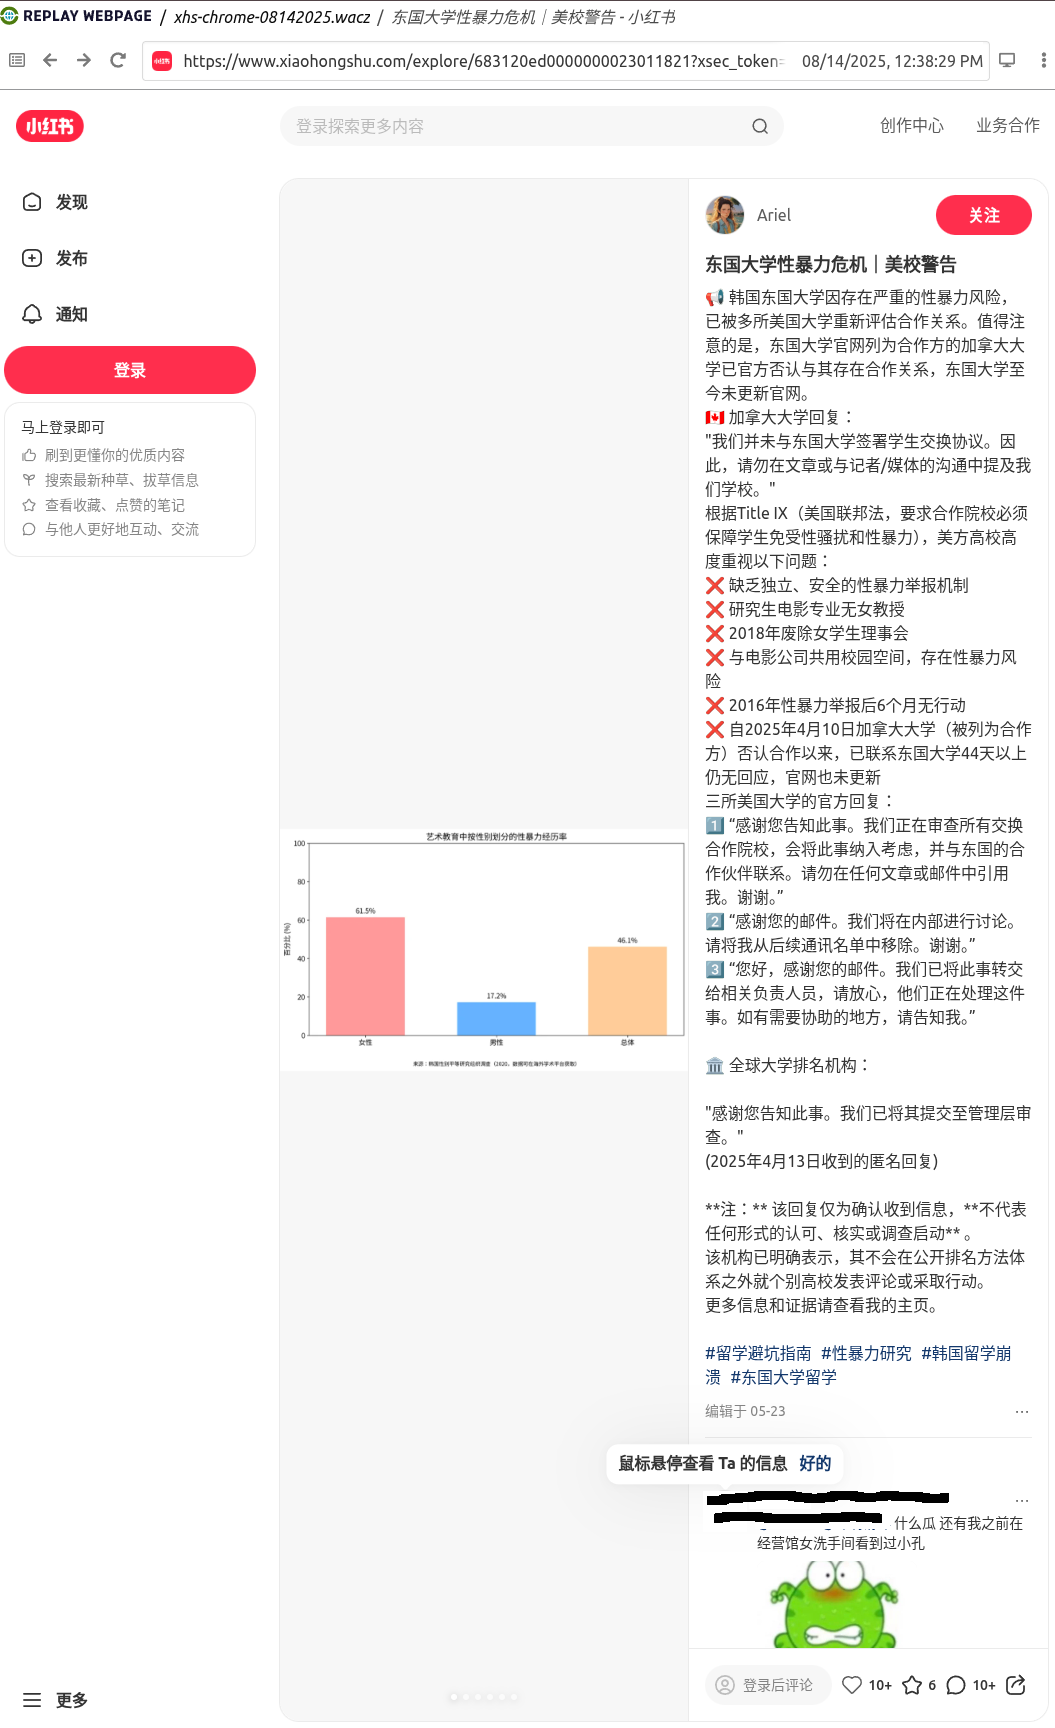 REPLAY WEBPAGE / xhs-chrome-08142025.wacz / 东国大学性暴力危机｜美校警告 - 小红书
https://www.xiaohongshu.com/explore/683120ed0000000023011821?xsec_token= 08/14/2025, 12:38:29 PM
小红书
登录探索更多内容
创作中心 业务合作
发现
发布
通知
登录
马上登录即可
刷到更懂你的优质内容
搜索最新种草、拔草信息
查看收藏、点赞的笔记
与他人更好地互动、交流
更多
艺术教育中按性别划分的性暴力经历率
百分比 (%)
100
80
60
40
20
0
61.5%
17.2%
46.1%
女性 男性 总体
来源：韩国性别平等研究组织调查（2020，数据可在海外学术平台获取）
Ariel
关注
东国大学性暴力危机｜美校警告
📢 韩国东国大学因存在严重的性暴力风险，
已被多所美国大学重新评估合作关系。值得注
意的是，东国大学官网列为合作方的加拿大大
学已官方否认与其存在合作关系，东国大学至
今未更新官网。
🇨🇦 加拿大大学回复：
"我们并未与东国大学签署学生交换协议。因
此，请勿在文章或与记者/媒体的沟通中提及我
们学校。"
根据Title IX（美国联邦法，要求合作院校必须
保障学生免受性骚扰和性暴力），美方高校高
度重视以下问题：
❌ 缺乏独立、安全的性暴力举报机制
❌ 研究生电影专业无女教授
❌ 2018年废除女学生理事会
❌ 与电影公司共用校园空间，存在性暴力风
险
❌ 2016年性暴力举报后6个月无行动
❌ 自2025年4月10日加拿大大学（被列为合作
方）否认合作以来，已联系东国大学44天以上
仍无回应，官网也未更新
三所美国大学的官方回复：
1️⃣ “感谢您告知此事。我们正在审查所有交换
合作院校，会将此事纳入考虑，并与东国的合
作伙伴联系。请勿在任何文章或邮件中引用
我。谢谢。”
2️⃣ “感谢您的邮件。我们将在内部进行讨论。
请将我从后续通讯名单中移除。谢谢。”
3️⃣ “您好，感谢您的邮件。我们已将此事转交
给相关负责人员，请放心，他们正在处理这件
事。如有需要协助的地方，请告知我。”
🏛️ 全球大学排名机构：
"感谢您告知此事。我们已将其提交至管理层审
查。"
(2025年4月13日收到的匿名回复)
**注：** 该回复仅为确认收到信息，**不代表
任何形式的认可、核实或调查启动** 。
该机构已明确表示，其不会在公开排名方法体
系之外就个别高校发表评论或采取行动。
更多信息和证据请查看我的主页。
#留学避坑指南 #性暴力研究 #韩国留学崩
溃 #东国大学留学
编辑于 05-23
鼠标悬停查看 Ta 的信息 好的
什么瓜 还有我之前在
经营馆女洗手间看到过小孔
登录后评论 10+ 6 10+